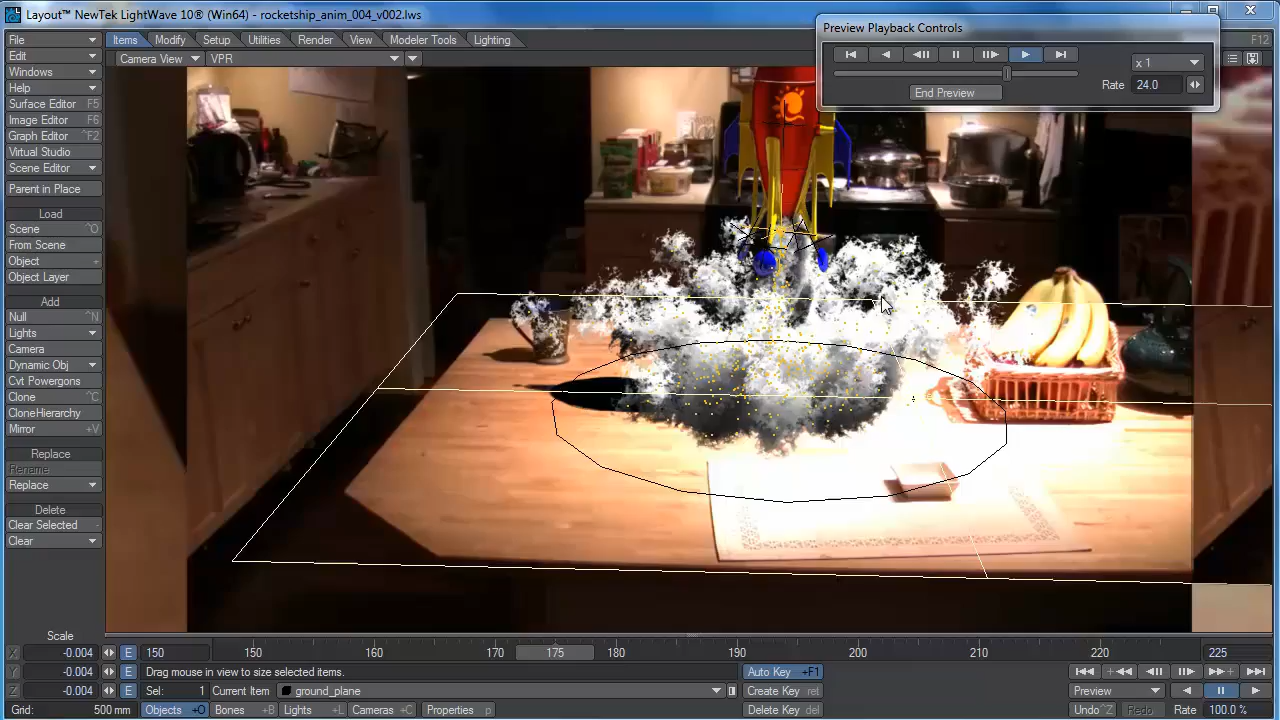 Layout™ NewTek LightWave 10® (Win64) - rocketship_anim_004_v002.lws
Preview Playback Controls
x 1
Rate 24.0
End Preview
File
Items Modify Setup Utilities Render View Modeler Tools Lighting F12
Edit
Camera View VPR
Windows
Help
Surface Editor F5
Image Editor F6
Graph Editor ^F2
Virtual Studio
Scene Editor
Parent in Place
Load
Scene ^O
From Scene
Object +
Object Layer
Add
Null ^N
Lights
Camera
Dynamic Obj
Cvt Powergons
Clone ^C
CloneHierarchy
Mirror +V
Replace
Rename
Replace
Delete
Clear Selected -
Clear
Scale
X -0.004 E 150 150 160 170 175 180 190 200 210 220 225
Y -0.004 E Drag mouse in view to size selected items. Auto Key +F1
Z -0.004 E Sel: 1 Current Item ground_plane Create Key ret Preview
Grid: 500 mm Objects +O Bones +B Lights +L Cameras +C Properties p Delete Key del Undo^Z Redo Rate 100.0 %